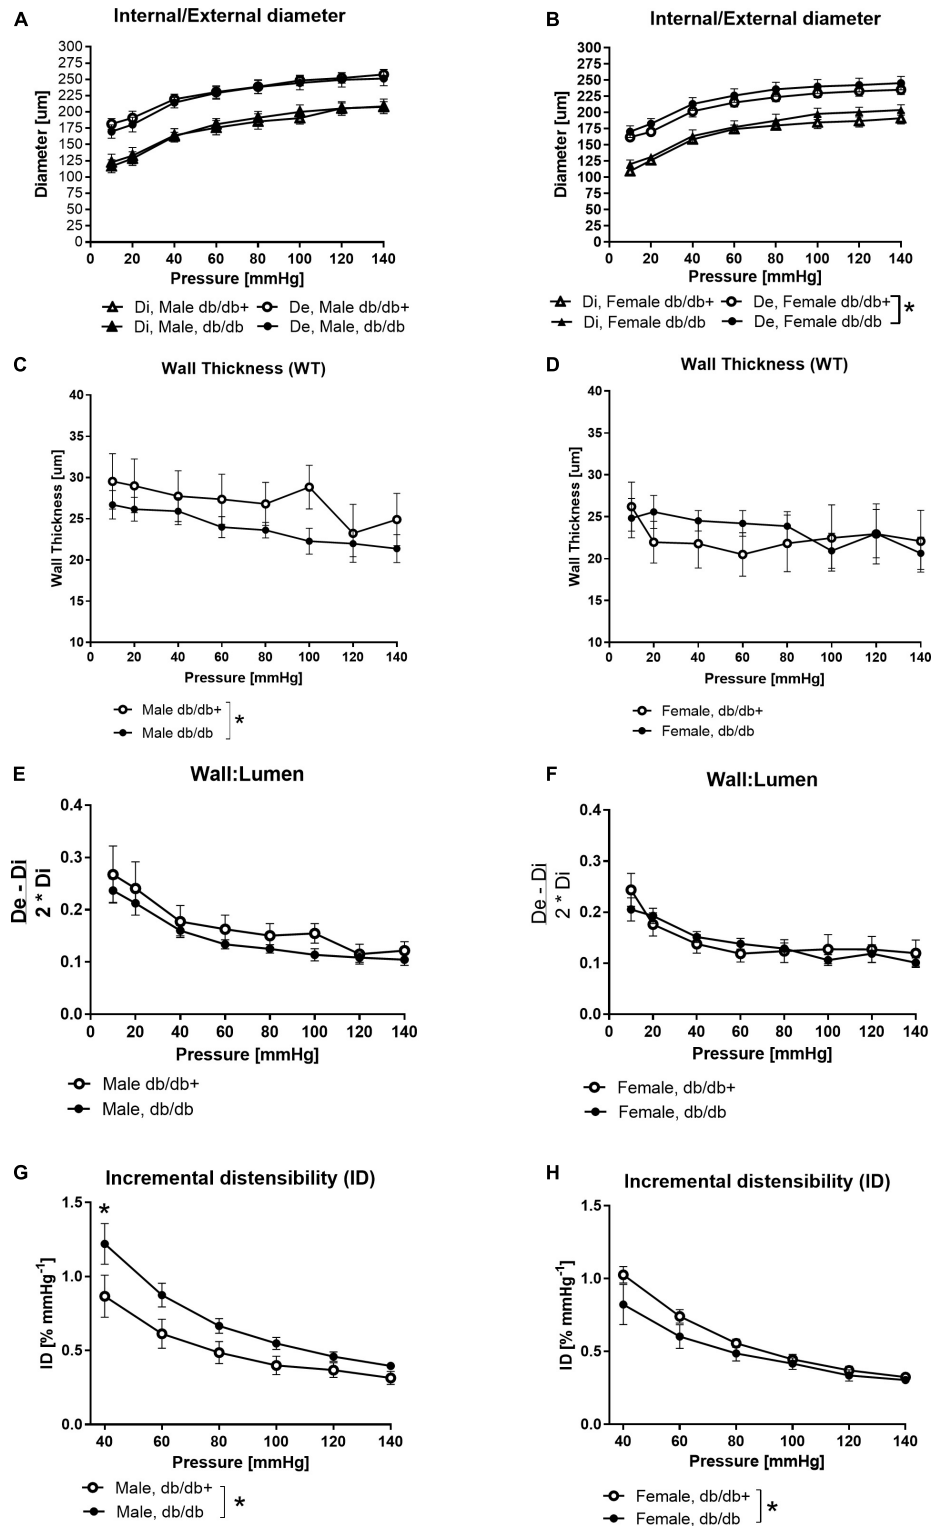 A
Internal/External diameter
300
275
250
225
200
175
150
125
100
75
50
25
0
Diameter [um]
0 20 40 60 80 100 120 140
Pressure [mmHg]
Di, Male db/db+
De, Male db/db+
Di, Male, db/db
De, Male, db/db
B
Internal/External diameter
300
275
250
225
200
175
150
125
100
75
50
25
0
Diameter [um]
0 20 40 60 80 100 120 140
Pressure [mmHg]
Di, Female db/db+
De, Female db/db+
Di, Female db/db
De, Female db/db
*
C
Wall Thickness (WT)
40
35
30
25
20
15
10
Wall Thickness [um]
0 20 40 60 80 100 120 140
Pressure [mmHg]
Male db/db+
Male db/db
*
D
Wall Thickness (WT)
40
35
30
25
20
15
10
Wall Thickness [um]
0 20 40 60 80 100 120 140
Pressure [mmHg]
Female, db/db+
Female, db/db
E
Wall:Lumen
0.4
0.3
0.2
0.1
0.0
De - Di
2 * Di
0 20 40 60 80 100 120 140
Pressure [mmHg]
Male db/db+
Male, db/db
F
Wall:Lumen
0.4
0.3
0.2
0.1
0.0
De - Di
2 * Di
0 20 40 60 80 100 120 140
Pressure [mmHg]
Female, db/db+
Female, db/db
G
Incremental distensibility (ID)
1.5
1.0
0.5
0.0
*
ID [% mmHg⁻¹]
40 60 80 100 120 140
Pressure [mmHg]
Male, db/db+
Male, db/db
*
H
Incremental distensibility (ID)
1.5
1.0
0.5
0.0
ID [% mmHg⁻¹]
40 60 80 100 120 140
Pressure [mmHg]
Female, db/db+
Female, db/db
*